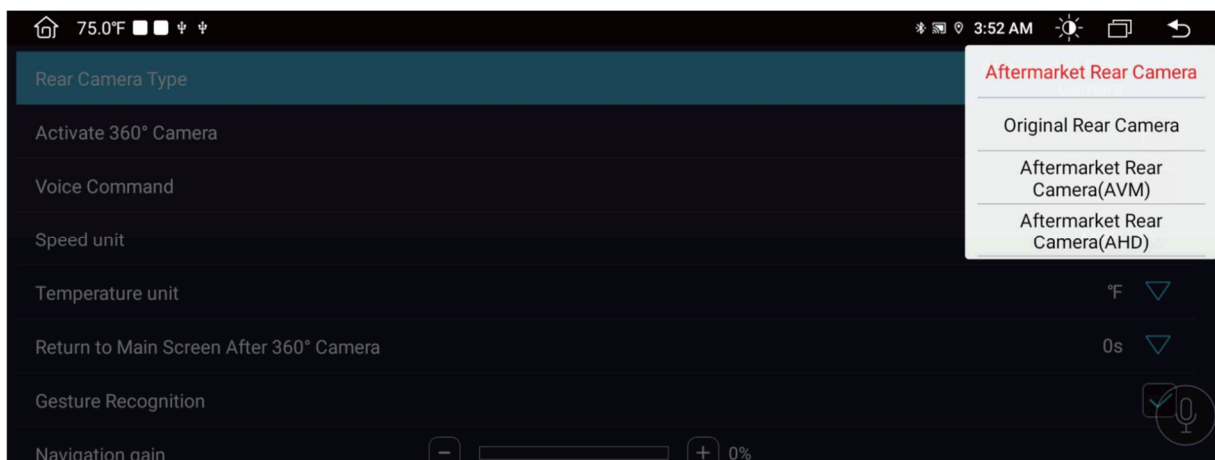 75.0°F
3:52 AM
Rear Camera Type
Aftermarket Rear Camera
Activate 360° Camera
Original Rear Camera
Voice Command
Aftermarket Rear
Camera(AVM)
Speed unit
Aftermarket Rear
Camera(AHD)
Temperature unit
°F
Return to Main Screen After 360° Camera
0s
Gesture Recognition
Navigation gain
0%